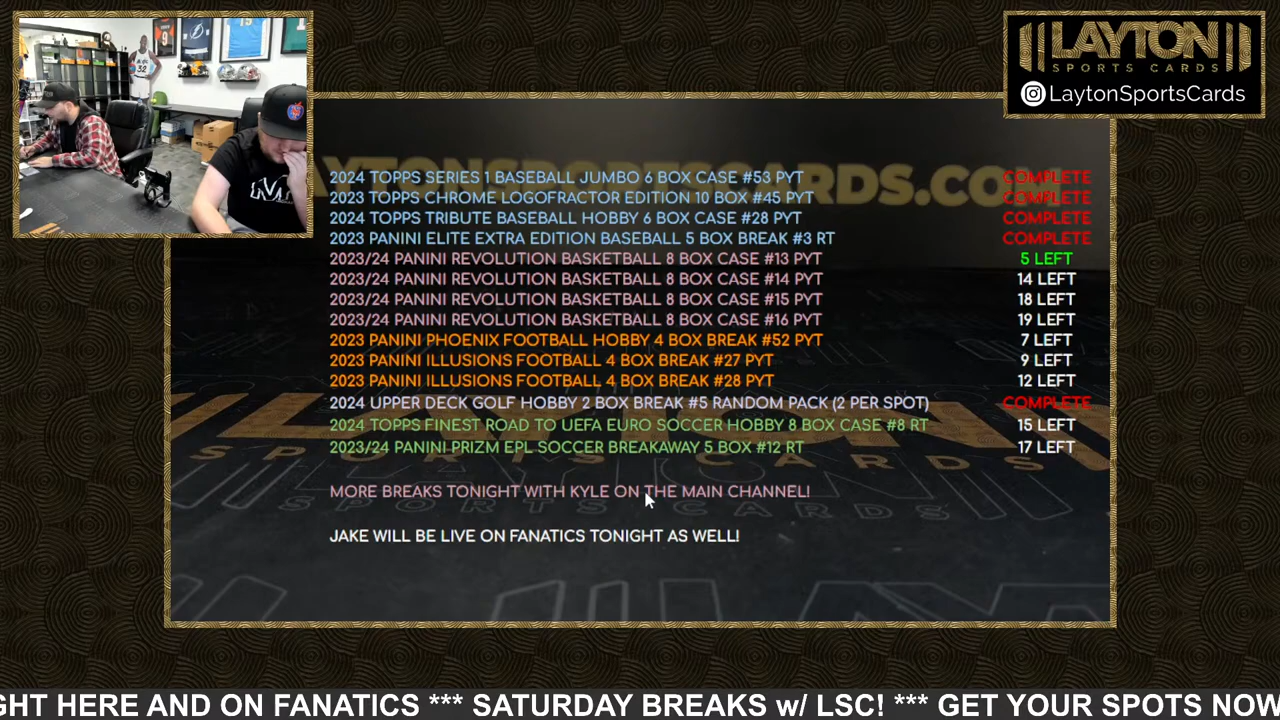 LAYTON
SPORTS CARDS
LaytonSportsCards
LAYTONSPORTSCARDS.CO
2024 TOPPS SERIES 1 BASEBALL JUMBO 6 BOX CASE #53 PYT COMPLETE
2023 TOPPS CHROME LOGOFRACTOR EDITION 10 BOX #45 PYT COMPLETE
2024 TOPPS TRIBUTE BASEBALL HOBBY 6 BOX CASE #28 PYT COMPLETE
2023 PANINI ELITE EXTRA EDITION BASEBALL 5 BOX BREAK #3 RT COMPLETE
2023/24 PANINI REVOLUTION BASKETBALL 8 BOX CASE #13 PYT 5 LEFT
2023/24 PANINI REVOLUTION BASKETBALL 8 BOX CASE #14 PYT 14 LEFT
2023/24 PANINI REVOLUTION BASKETBALL 8 BOX CASE #15 PYT 18 LEFT
2023/24 PANINI REVOLUTION BASKETBALL 8 BOX CASE #16 PYT 19 LEFT
2023 PANINI PHOENIX FOOTBALL HOBBY 4 BOX BREAK #52 PYT 7 LEFT
2023 PANINI ILLUSIONS FOOTBALL 4 BOX BREAK #27 PYT 9 LEFT
2023 PANINI ILLUSIONS FOOTBALL 4 BOX BREAK #28 PYT 12 LEFT
2024 UPPER DECK GOLF HOBBY 2 BOX BREAK #5 RANDOM PACK (2 PER SPOT) COMPLETE
2024 TOPPS FINEST ROAD TO UEFA EURO SOCCER HOBBY 8 BOX CASE #8 RT 15 LEFT
2023/24 PANINI PRIZM EPL SOCCER BREAKAWAY 5 BOX #12 RT 17 LEFT
MORE BREAKS TONIGHT WITH KYLE ON THE MAIN CHANNEL!
JAKE WILL BE LIVE ON FANATICS TONIGHT AS WELL!
GHT HERE AND ON FANATICS *** SATURDAY BREAKS w/ LSC! *** GET YOUR SPOTS NOW